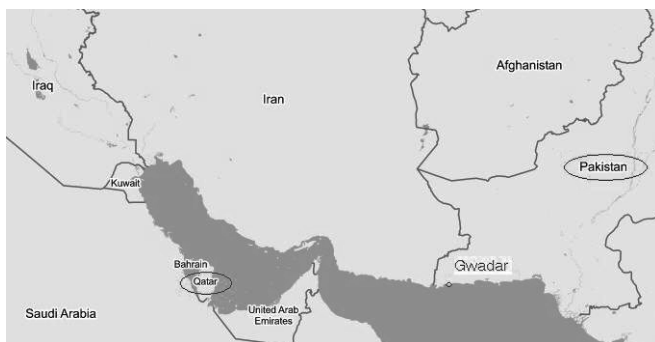 Afghanistan
Iraq
Iran
Pakistan
Kuwait
Bahrain
Gwadar
Qatar
Saudi Arabia
United Arab
Emirates